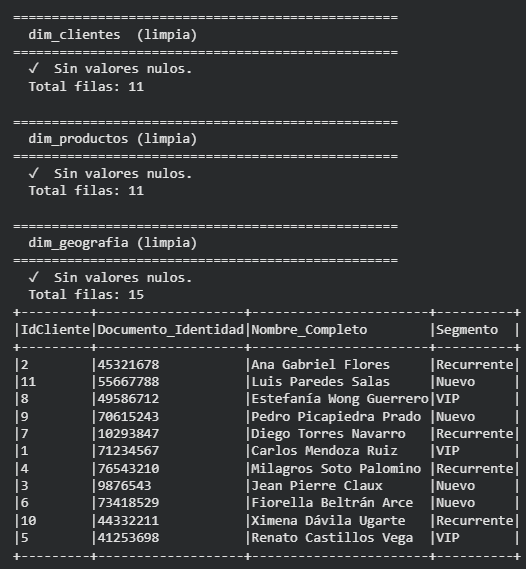 ==================================================
  dim_clientes  (limpia)
==================================================
  ✓  Sin valores nulos.
  Total filas: 11

==================================================
  dim_productos (limpia)
==================================================
  ✓  Sin valores nulos.
  Total filas: 11

==================================================
  dim_geografia (limpia)
==================================================
  ✓  Sin valores nulos.
  Total filas: 15
+---------+-------------------+-----------------------+----------+
|IdCliente|Documento_Identidad|Nombre_Completo        |Segmento  |
+---------+-------------------+-----------------------+----------+
|2        |45321678           |Ana Gabriel Flores     |Recurrente|
|11       |55667788           |Luis Paredes Salas     |Nuevo     |
|8        |49586712           |Estefanía Wong Guerrero|VIP       |
|9        |70615243           |Pedro Picapiedra Prado |Nuevo     |
|7        |10293847           |Diego Torres Navarro   |Recurrente|
|1        |71234567           |Carlos Mendoza Ruiz    |VIP       |
|4        |76543210           |Milagros Soto Palomino |Recurrente|
|3        |9876543            |Jean Pierre Claux      |Nuevo     |
|6        |73418529           |Fiorella Beltrán Arce  |Nuevo     |
|10       |44332211           |Ximena Dávila Ugarte   |Recurrente|
|5        |41253698           |Renato Castillos Vega  |VIP       |
+---------+-------------------+-----------------------+----------+